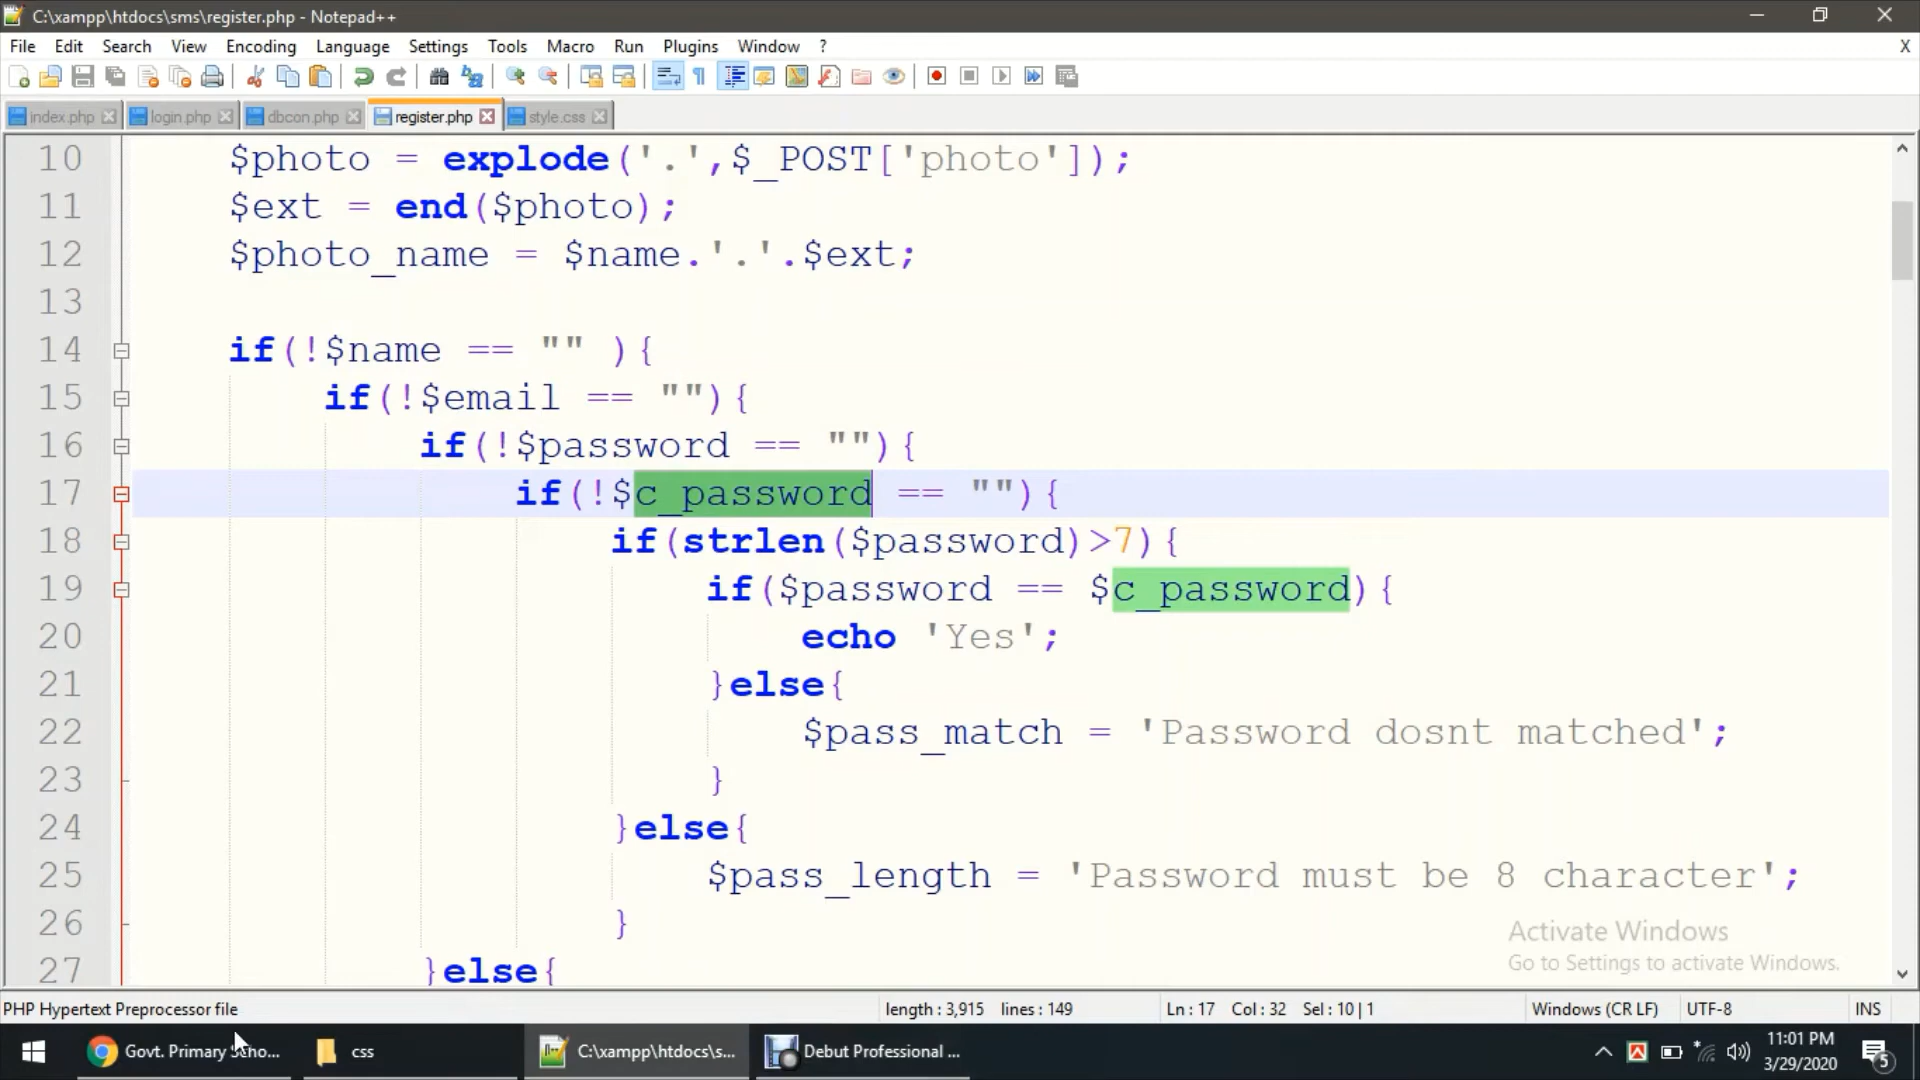 C:\xampp\htdocs\sms\register.php - Notepad++
File Edit Search View Encoding Language Settings Tools Macro Run Plugins Window ? X
index.php login.php dbcon.php register.php style.css
10 $photo = explode('.',$_POST['photo']);
11 $ext = end($photo);
12 $photo_name = $name.'.'.$ext;
13
14 if(!$name == "" ){
15 if(!$email == ""){
16 if(!$password == ""){
17 if(!$c_password == ""){
18 if(strlen($password)>7){
19 if($password == $c_password){
20 echo 'Yes';
21 }else{
22 $pass_match = 'Password dosnt matched';
23 }
24 }else{
25 $pass_length = 'Password must be 8 character';
26 }
27 }else{
Activate Windows
Go to Settings to activate Windows.
PHP Hypertext Preprocessor file length : 3,915 lines : 149 Ln : 17 Col : 32 Sel : 10 | 1 Windows (CR LF) UTF-8 INS
Govt. Primary Scho... css C:\xampp\htdocs\s... Debut Professional ... 11:01 PM
3/29/2020 5